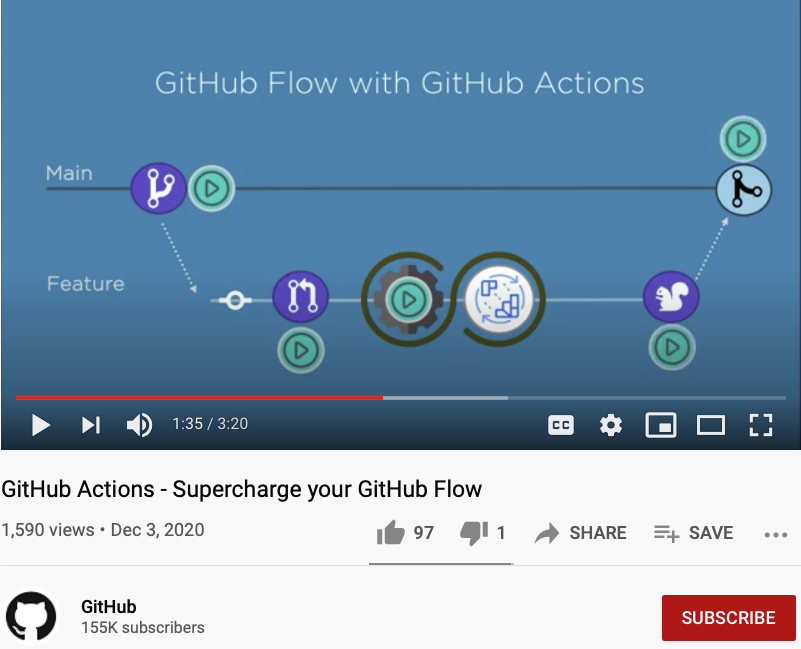 GitHub Flow with GitHub Actions
Main
Feature
1:35 / 3:20
CC
GitHub Actions - Supercharge your GitHub Flow
1,590 views • Dec 3, 2020
97
1
SHARE
SAVE
GitHub
155K subscribers
SUBSCRIBE